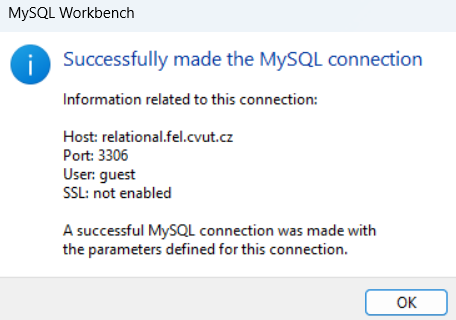 MySQL Workbench
Successfully made the MySQL connection
Information related to this connection:
Host: relational.fel.cvut.cz
Port: 3306
User: guest
SSL: not enabled
A successful MySQL connection was made with
the parameters defined for this connection.
OK